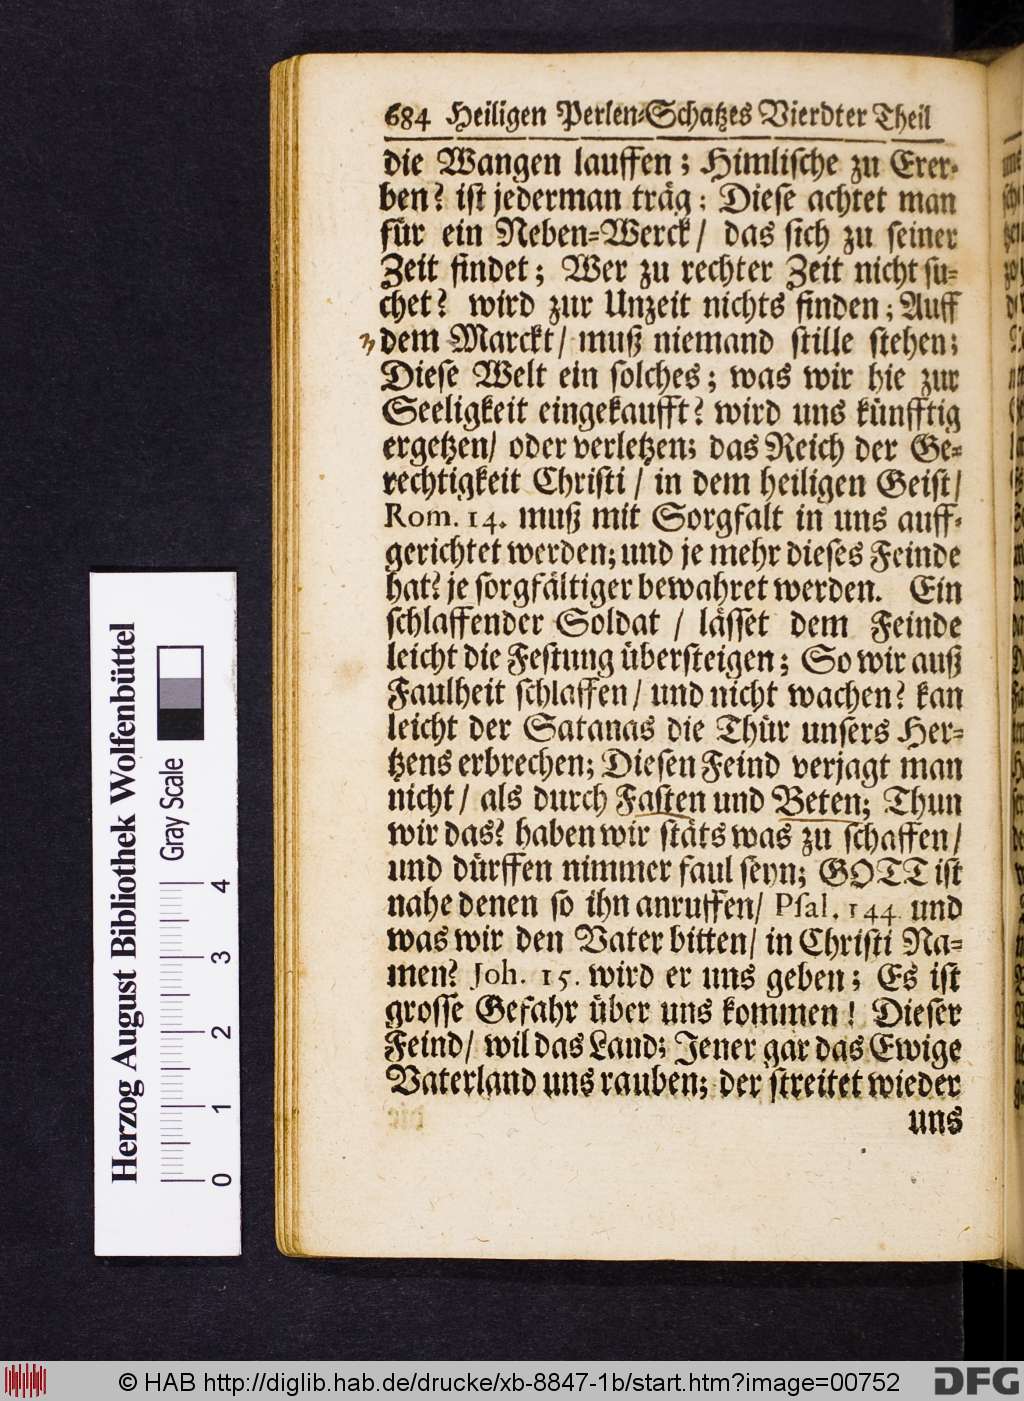 684 Heiligen Perlen-Schatzes Vierdter Theil
die Wangen lauffen; Himlische zu Erer-
ben? ist jederman träg; Diese achtet man
für ein Neben-Werck/ das sich zu seiner
Zeit findet; Wer zu rechter Zeit nicht su-
chet? wird zur Unzeit nichts finden; Auff
dem Marckt/ muß niemand stille stehen;
Diese Welt ein solches; was wir hie zur
Seeligkeit eingekaufft? wird uns künfftig
ergetzen/ oder verletzen; das Reich der Ge-
rechtigkeit Christi / in dem heiligen Geist/
Rom. 14. muß mit Sorgfalt in uns auff-
gerichtet werden; und je mehr dieses Feinde
hat? je sorgfältiger bewahret werden. Ein
schlaffender Soldat / lässet dem Feinde
leicht die Festung übersteigen; So wir auß
Faulheit schlaffen/ und nicht wachen? kan
leicht der Satanas die Thür unsers Her-
tzens erbrechen; Diesen Feind verjagt man
nicht/ als durch Fasten und Beten; Thun
wir das? haben wir stäts was zu schaffen/
und dürffen nimmer faul seyn; GOTT ist
nahe denen so ihn anruffen/ Psal. 144 und
was wir den Vater bitten/ in Christi Na-
men? Joh. 15. wird er uns geben; Es ist
grosse Gefahr über uns kommen! Dieser
Feind/ wil das Land; Jener gar das Ewige
Vaterland uns rauben; der streitet wieder
uns
Herzog August Bibliothek Wolfenbüttel
Gray Scale
0 1 2 3 4
© HAB http://diglib.hab.de/drucke/xb-8847-1b/start.htm?image=00752
DFG